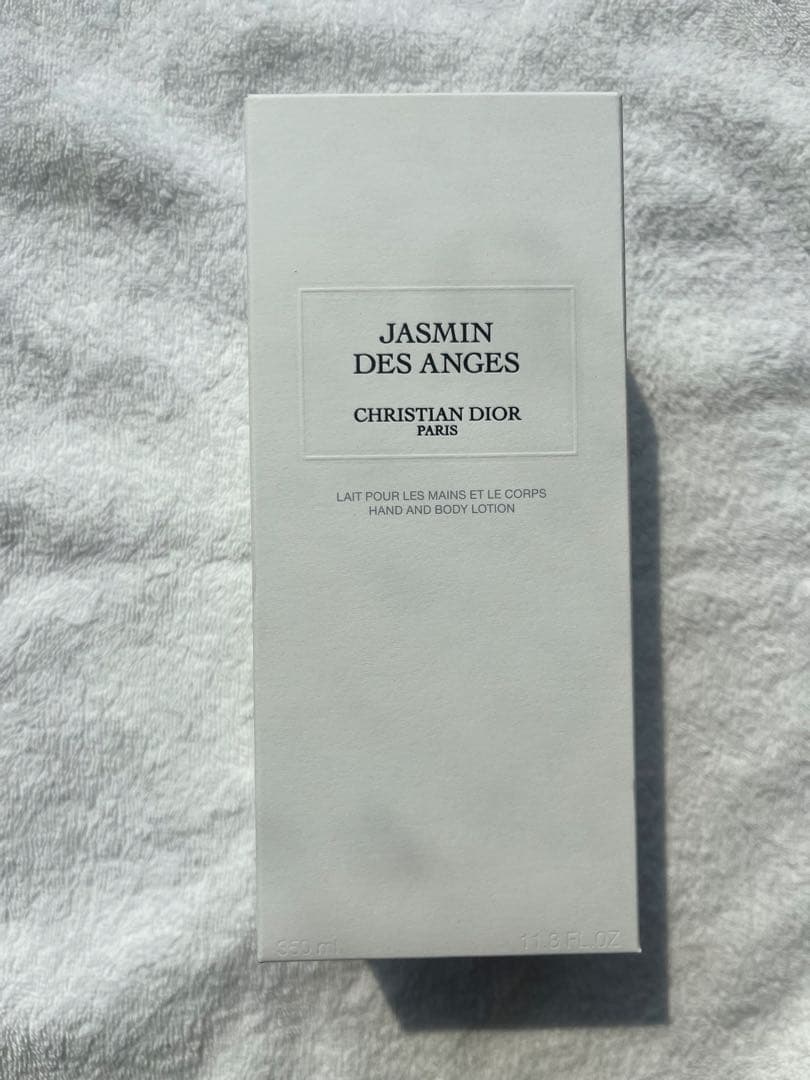 JASMIN
DES ANGES
CHRISTIAN DIOR
PARIS
LAIT POUR LES MAINS ET LE CORPS
HAND AND BODY LOTION
350 ml 11.8 FL.OZ